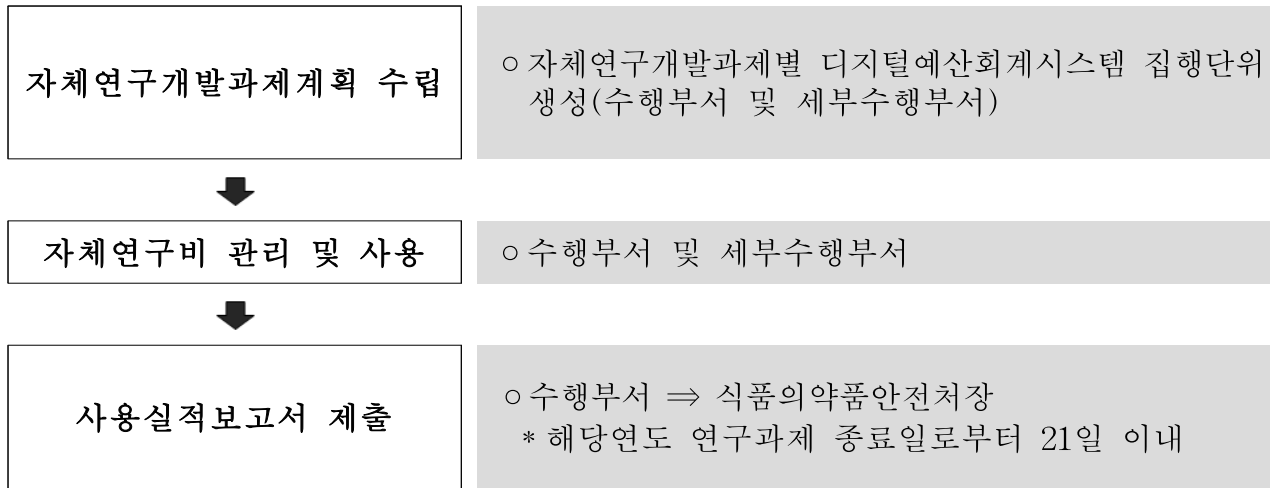 자체연구개발과제계획 수립
○ 자체연구개발과제별 디지털예산회계시스템 집행단위
생성(수행부서 및 세부수행부서)
자체연구비 관리 및 사용
○ 수행부서 및 세부수행부서
사용실적보고서 제출
○ 수행부서 ⇒ 식품의약품안전처장
* 해당연도 연구과제 종료일로부터 21일 이내